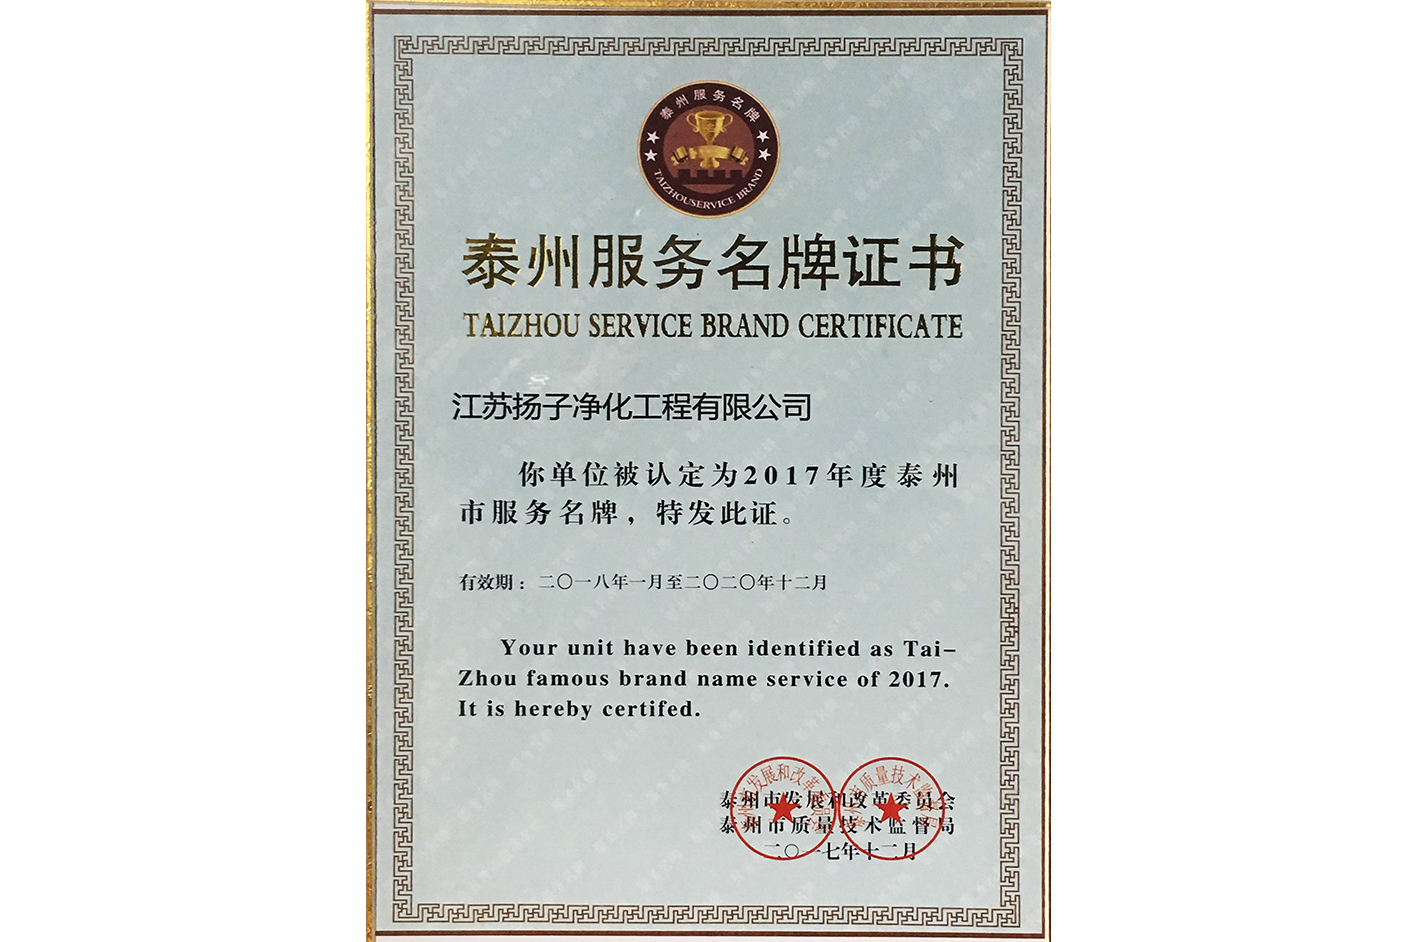 泰州服务名牌
TAIZHOUSERVICE BRAND
泰州服务名牌证书
TAIZHOU SERVICE BRAND CERTIFICATE
江苏扬子净化工程有限公司
你单位被认定为2017年度泰州
市服务名牌，特发此证。
有效期：二〇一八年一月至二〇二〇年十二月
Your unit have been identified as Tai-
Zhou famous brand name service of 2017.
It is hereby certifed.
泰州市发展和改革委员会
泰州市质量技术监督局
二〇一七年十二月